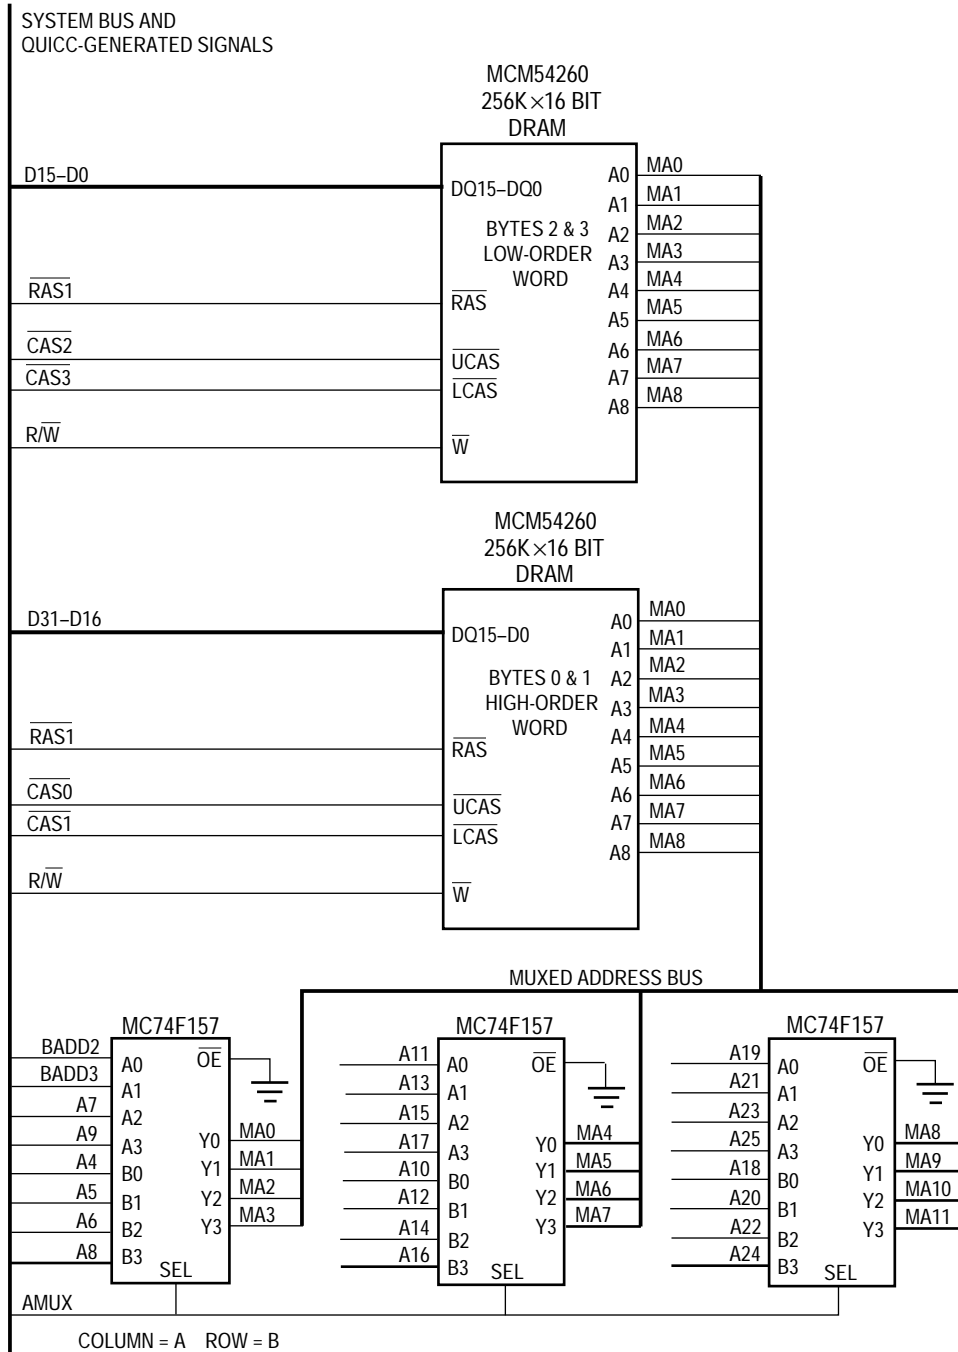 SYSTEM BUS AND
QUICC-GENERATED SIGNALS
MCM54260
256K×16 BIT
DRAM
D15–D0
DQ15–DQ0
BYTES 2 & 3
LOW-ORDER
WORD
RAS1
RAS
CAS2
UCAS
CAS3
LCAS
R/W
W
A0 MA0
A1 MA1
A2 MA2
A3 MA3
A4 MA4
A5 MA5
A6 MA6
A7 MA7
A8 MA8
MCM54260
256K×16 BIT
DRAM
D31–D16
DQ15–D0
BYTES 0 & 1
HIGH-ORDER
WORD
RAS1
RAS
CAS0
UCAS
CAS1
LCAS
R/W
W
A0 MA0
A1 MA1
A2 MA2
A3 MA3
A4 MA4
A5 MA5
A6 MA6
A7 MA7
A8 MA8
MUXED ADDRESS BUS
MC74F157
BADD2 A0
BADD3 A1
A7 A2
A9 A3
A4 B0
A5 B1
A6 B2
A8 B3
OE
Y0 MA0
Y1 MA1
Y2 MA2
Y3 MA3
SEL
MC74F157
A11 A0
A13 A1
A15 A2
A17 A3
A10 B0
A12 B1
A14 B2
A16 B3
OE
Y0 MA4
Y1 MA5
Y2 MA6
Y3 MA7
SEL
MC74F157
A19 A0
A21 A1
A23 A2
A25 A3
A18 B0
A20 B1
A22 B2
A24 B3
OE
Y0 MA8
Y1 MA9
Y2 MA10
Y3 MA11
SEL
AMUX
COLUMN = A ROW = B